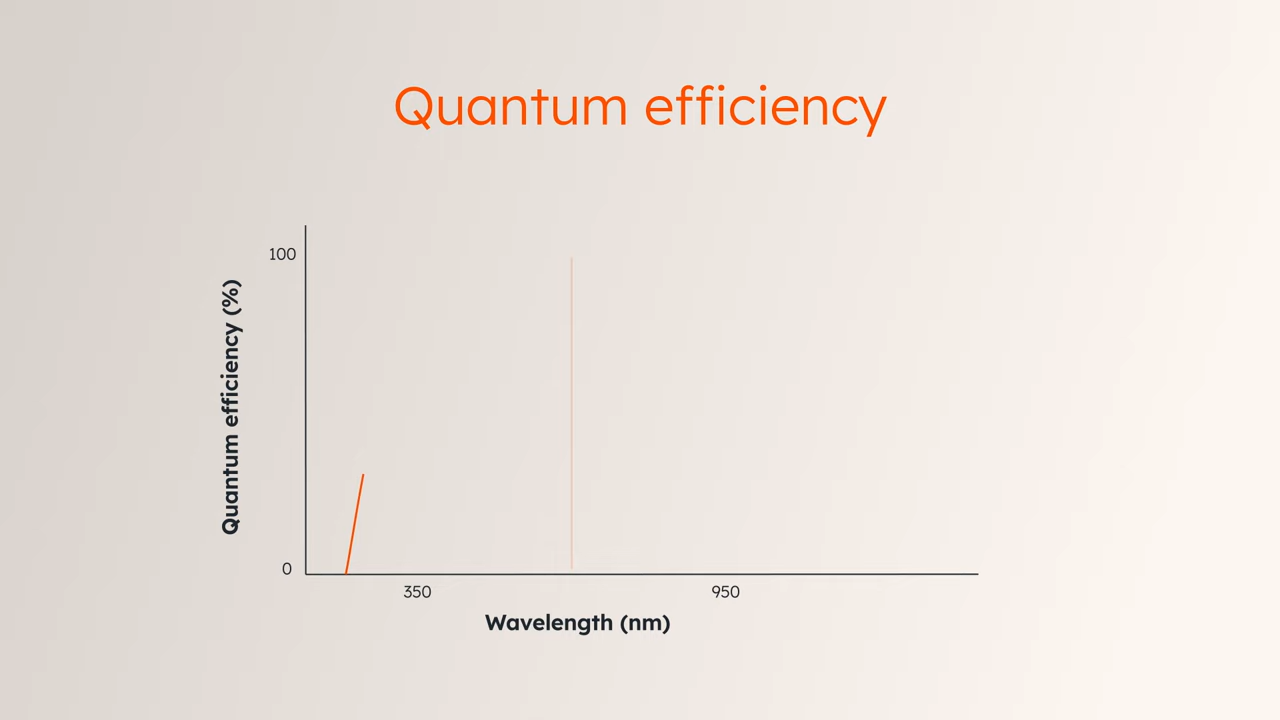 Quantum efficiency
100
Quantum efficiency (%)
0
350
950
Wavelength (nm)